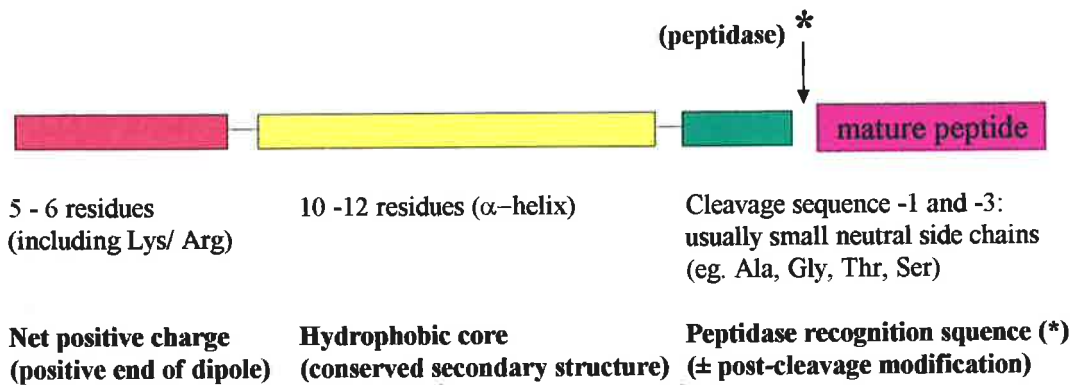 (peptidase) *
mature peptide
5 - 6 residues
(including Lys/ Arg)
10 -12 residues (α–helix)
Cleavage sequence -1 and -3:
usually small neutral side chains
(eg. Ala, Gly, Thr, Ser)
Net positive charge
(positive end of dipole)
Hydrophobic core
(conserved secondary structure)
Peptidase recognition squence (*)
(± post-cleavage modification)